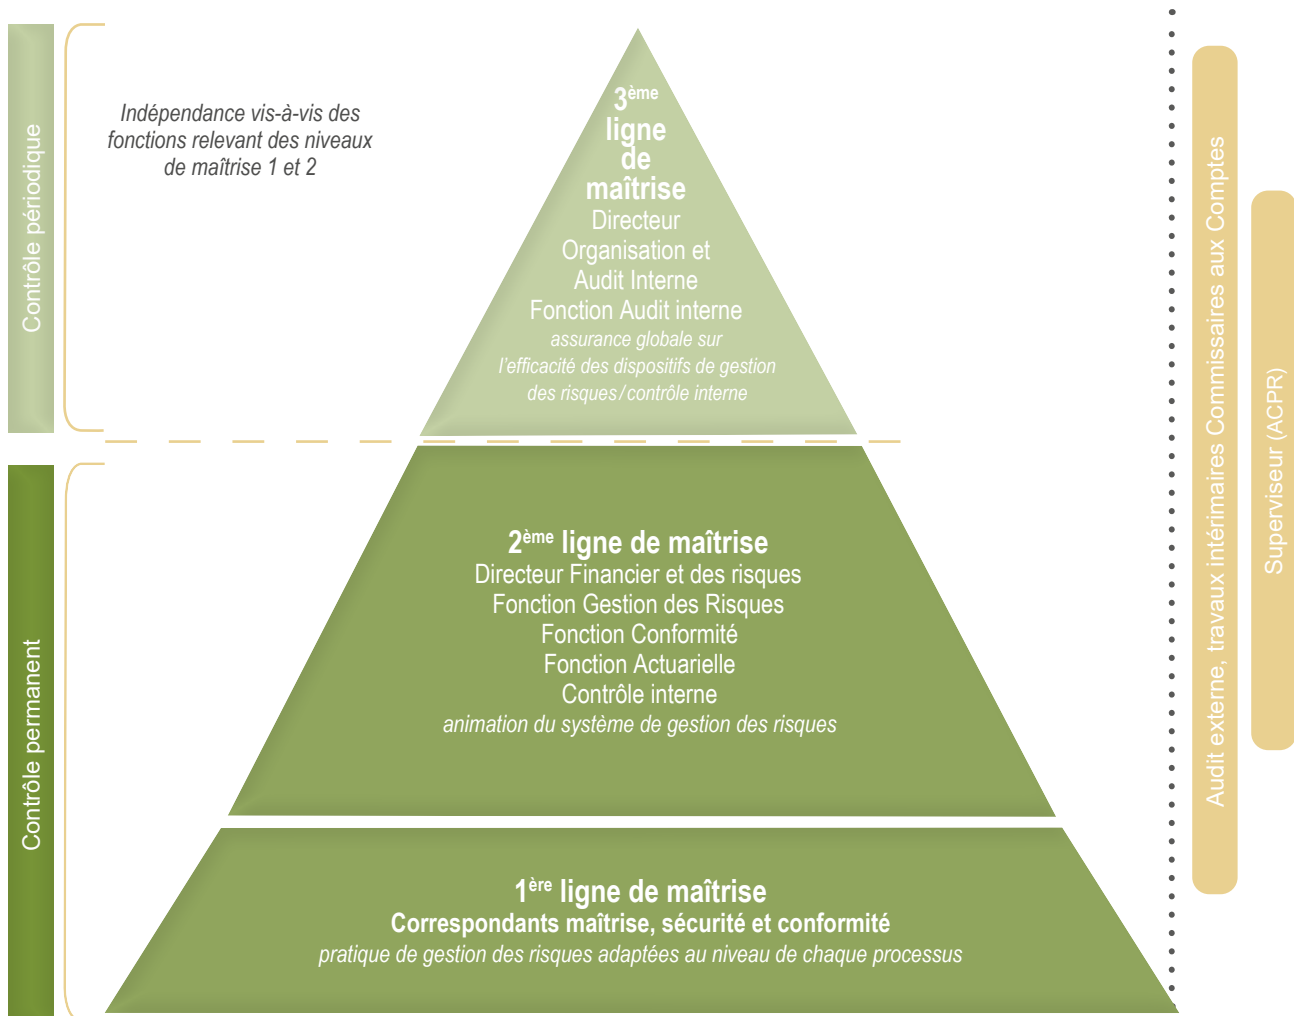 Contrôle périodique
Indépendance vis-à-vis des
fonctions relevant des niveaux
de maîtrise 1 et 2
3ème
ligne
de
maîtrise
Directeur
Organisation et
Audit Interne
Fonction Audit interne
assurance globale sur
l'efficacité des dispositifs de gestion
des risques/contrôle interne
Contrôle permanent
2ème ligne de maîtrise
Directeur Financier et des risques
Fonction Gestion des Risques
Fonction Conformité
Fonction Actuarielle
Contrôle interne
animation du système de gestion des risques
1ère ligne de maîtrise
Correspondants maîtrise, sécurité et conformité
pratique de gestion des risques adaptées au niveau de chaque processus
Audit externe, travaux intérimaires Commissaires aux Comptes
Superviseur (ACPR)